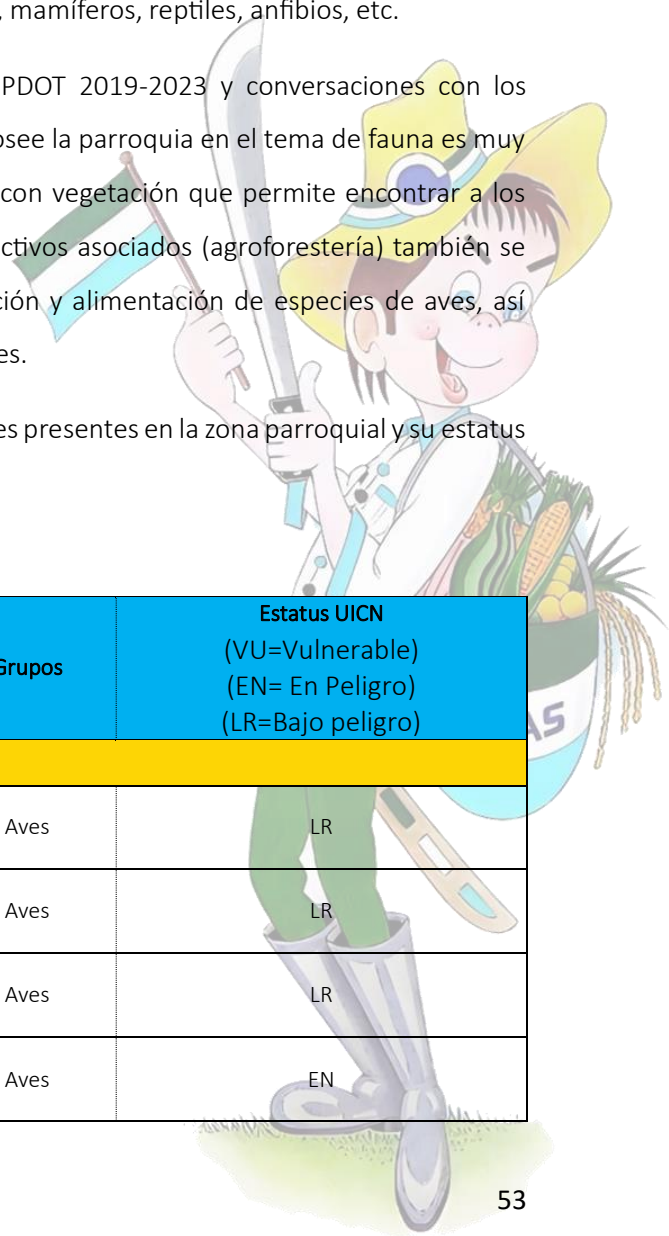 , mamíferos, reptiles, anfibios, etc.
PDOT 2019-2023 y conversaciones con los
osee la parroquia en el tema de fauna es muy
con vegetación que permite encontrar a los
ctivos asociados (agroforestería) también se
ción y alimentación de especies de aves, así
es.
es presentes en la zona parroquial y su estatus
Grupos
Estatus UICN
(VU=Vulnerable)
(EN= En Peligro)
(LR=Bajo peligro)
AS
Aves LR
Aves LR
Aves LR
Aves EN
53